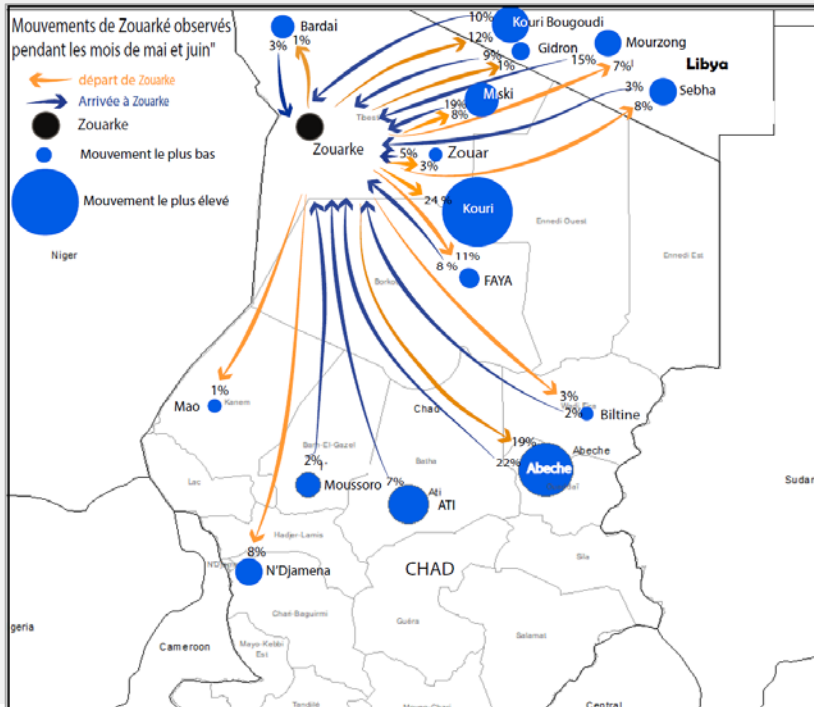 Mouvements de Zouarké observés
pendant les mois de mai et juin"
départ de Zouarke
Arrivée à Zouarke
Zouarke
Mouvement le plus bas
Mouvement le plus élevé
Bardai
3%
1%
10%
Kouri Bougoudi
12%
Gidron
9%
1%
Mourzong
15%
7%
Libya
3%
Sebha
8%
Miski
19%
8%
Zouarke
5%
Zouar
3%
24 %
Kouri
Ennedi Ouest
Ennedi Est
Niger
11%
8 %
FAYA
1%
Mao
Kanem
Chad
3%
2%
Biltine
19%
22%
Abeche
Abeche
2%
Moussoro
Batha
7%
Ati
ATI
Lac
Sudan
Hadjer-Lamis
8%
N'Djamena
CHAD
Sila
Chari-Baguirmi
Guéra
Salamat
geria
Cameroon
Mayo-Kebbi
Est
Tandjilé
Moyen-Chari
Central